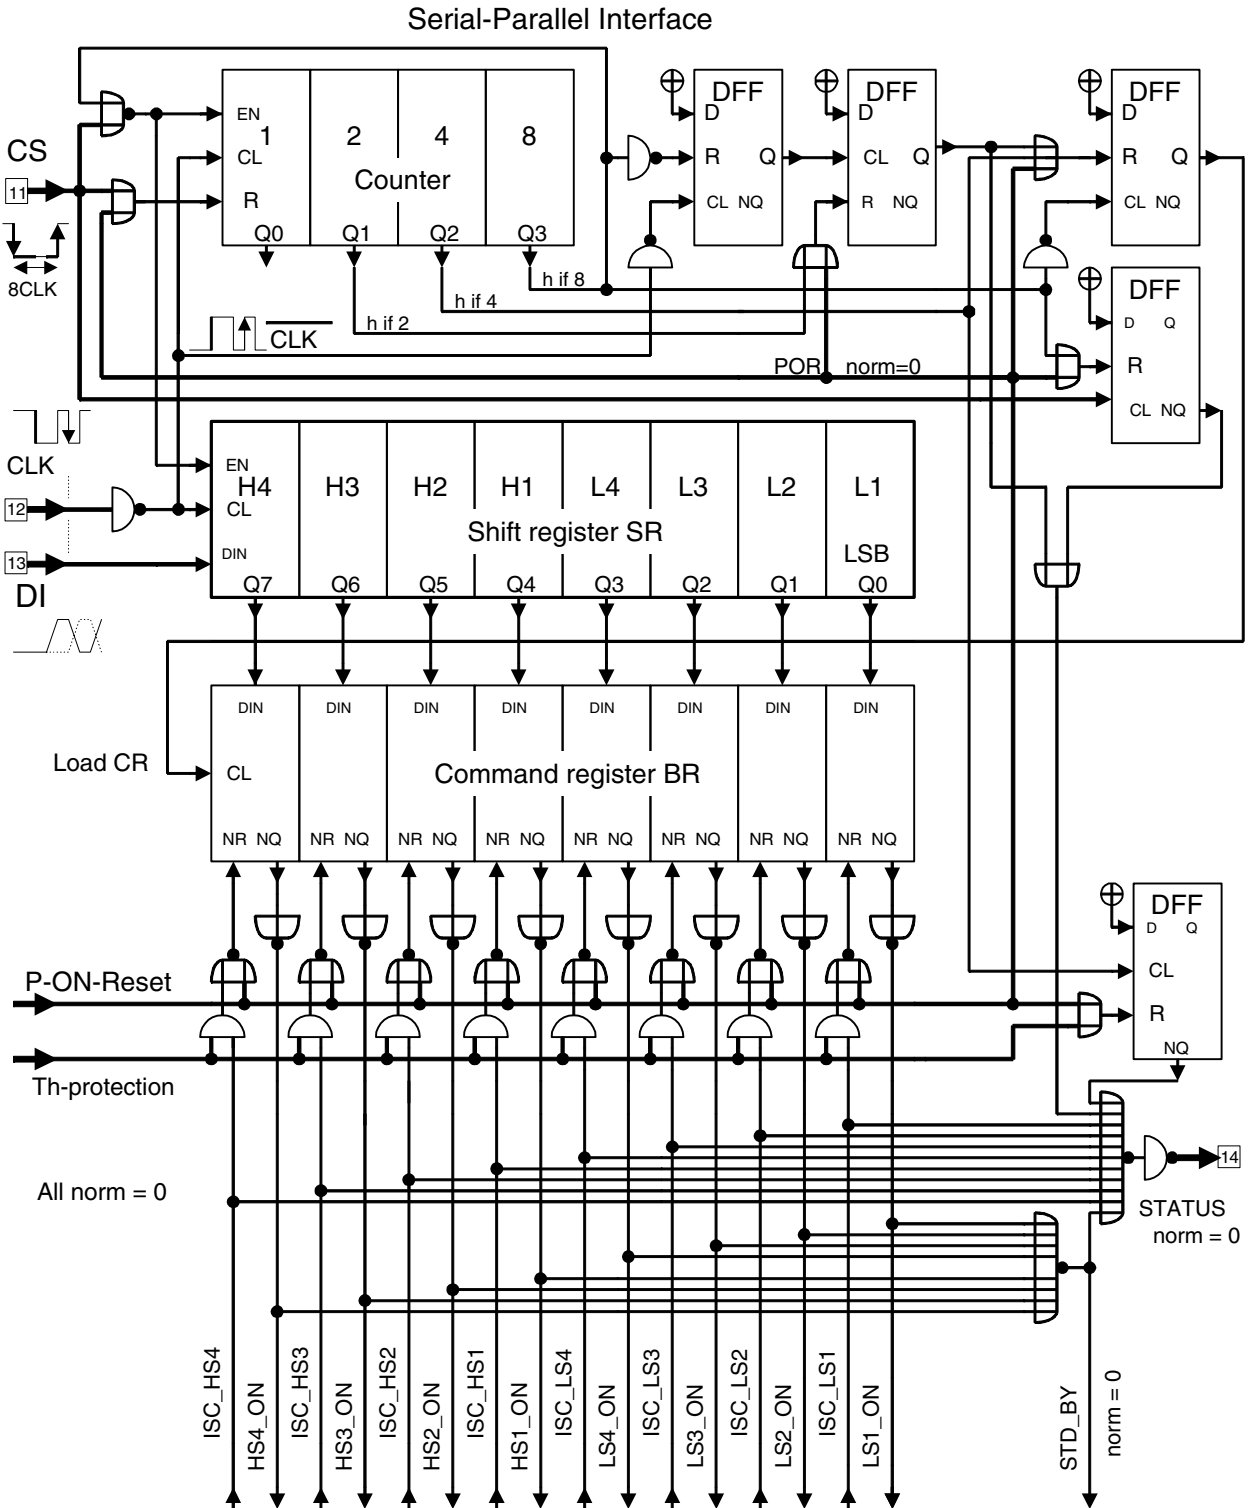 Serial-Parallel Interface
EN
1 2 4 8
CL
Counter
R
Q0 Q1 Q2 Q3
DFF
D
R Q
CL NQ
DFF
D
CL Q
R NQ
DFF
D
R Q
CL NQ
CS
11
8CLK
h if 8
h if 4
h if 2
CLK
POR norm=0
DFF
D Q
R
CL NQ
CLK
12
13
DI
EN
H4 H3 H2 H1 L4 L3 L2 L1
CL
Shift register SR
DIN
LSB
Q7 Q6 Q5 Q4 Q3 Q2 Q1 Q0
DIN DIN DIN DIN DIN DIN DIN DIN
Load CR
CL
Command register BR
NR NQ NR NQ NR NQ NR NQ NR NQ NR NQ NR NQ NR NQ
P-ON-Reset
Th-protection
DFF
D Q
CL
R
NQ
All norm = 0
14
STATUS
norm = 0
ISC_HS4
HS4_ON
ISC_HS3
HS3_ON
ISC_HS2
HS2_ON
ISC_HS1
HS1_ON
ISC_LS4
LS4_ON
ISC_LS3
LS3_ON
ISC_LS2
LS2_ON
ISC_LS1
LS1_ON
STD_BY
norm = 0